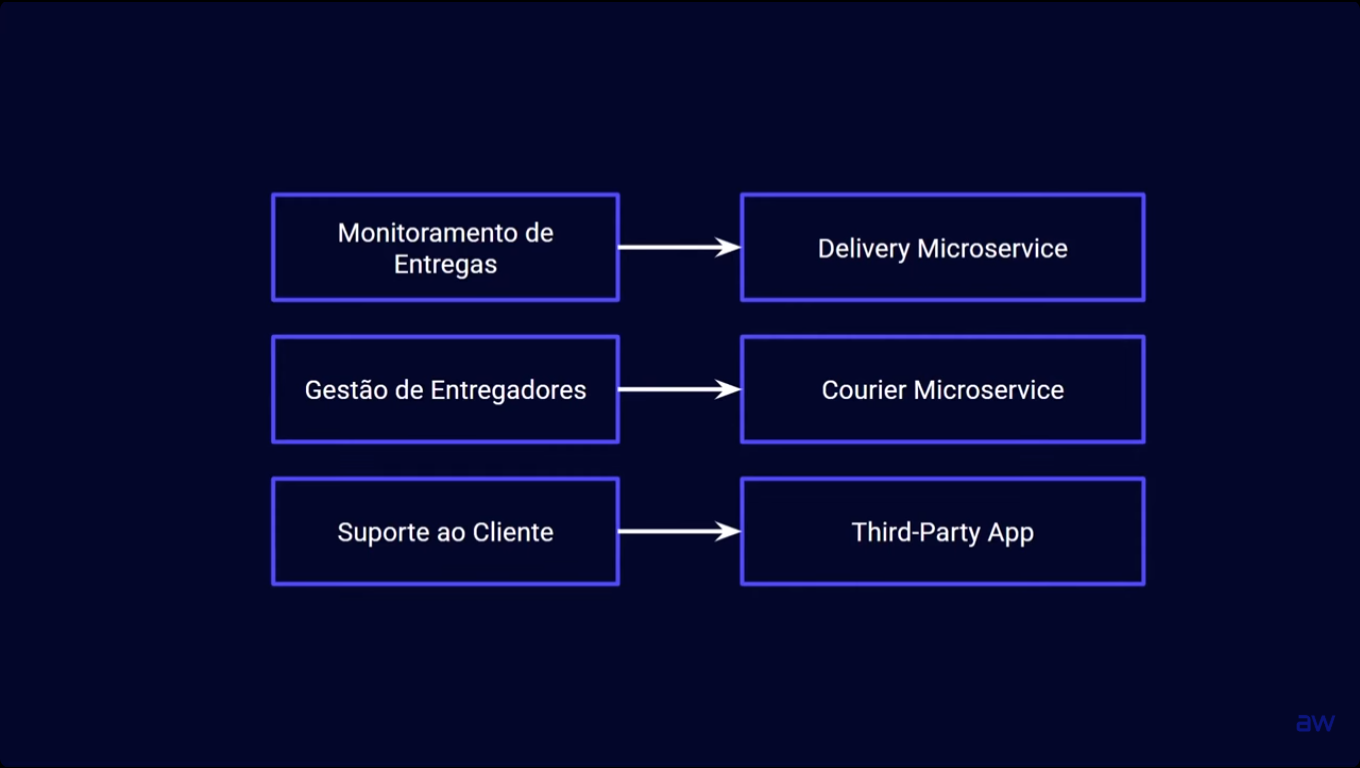 Monitoramento de
Entregas
Delivery Microservice
Gestão de Entregadores
Courier Microservice
Suporte ao Cliente
Third-Party App
aw